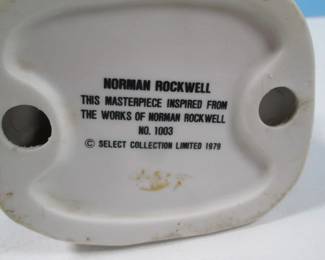 NORMAN ROCKWELL
THIS MASTERPIECE INSPIRED FROM
THE WORKS OF NORMAN ROCKWELL
NO. 1003
© SELECT COLLECTION LIMITED 1979